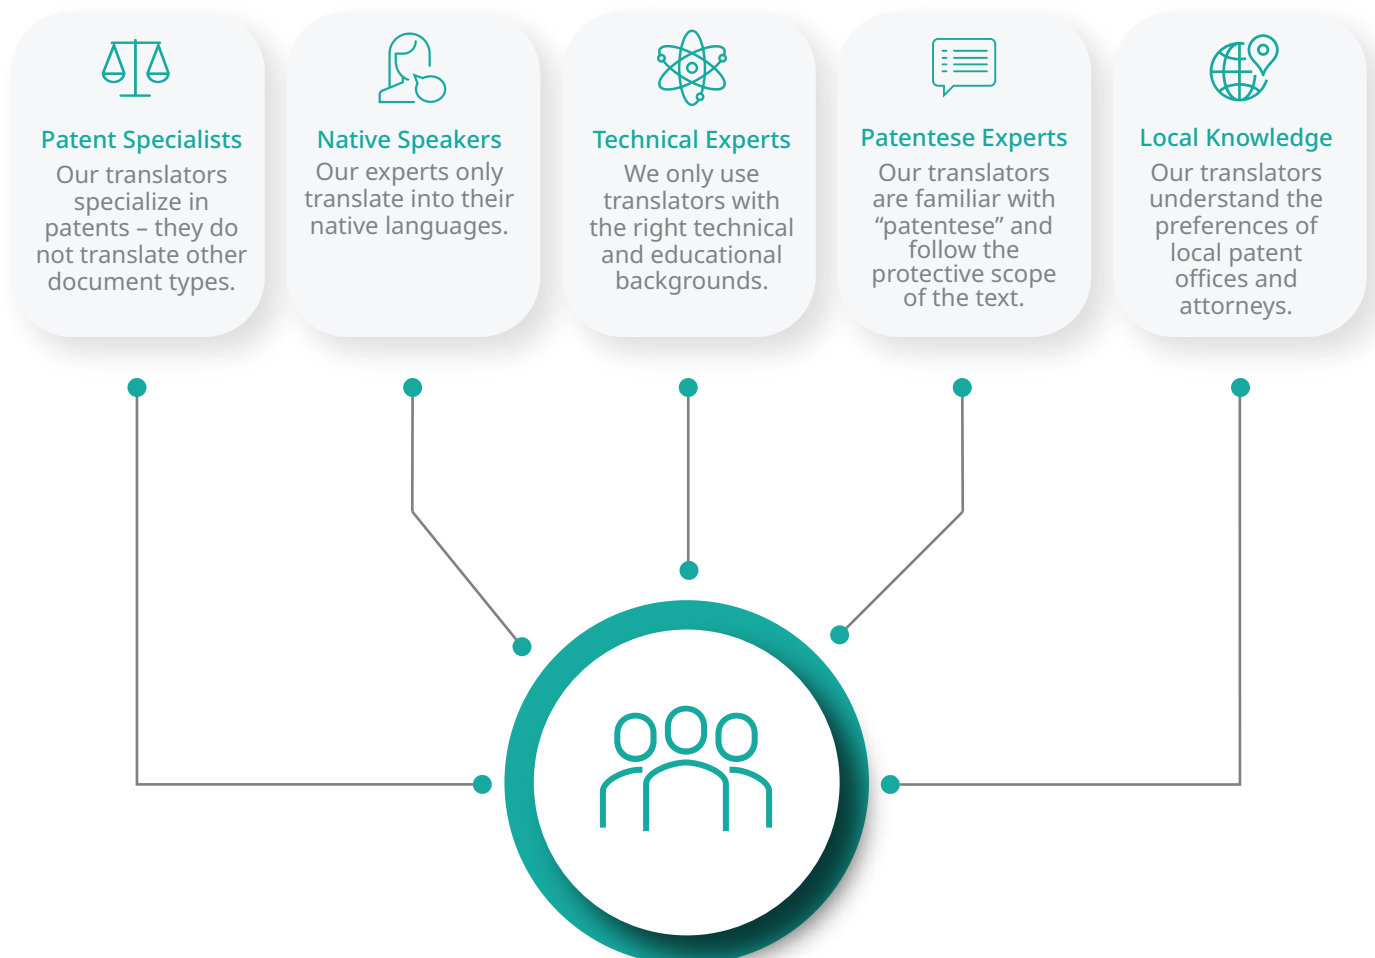 Patent Specialists
Our translators
specialize in
patents – they do
not translate other
document types.
Native Speakers
Our experts only
translate into their
native languages.
Technical Experts
We only use
translators with
the right technical
and educational
backgrounds.
Patentese Experts
Our translators
are familiar with
“patentese” and
follow the
protective scope
of the text.
Local Knowledge
Our translators
understand the
preferences of
local patent
offices and
attorneys.